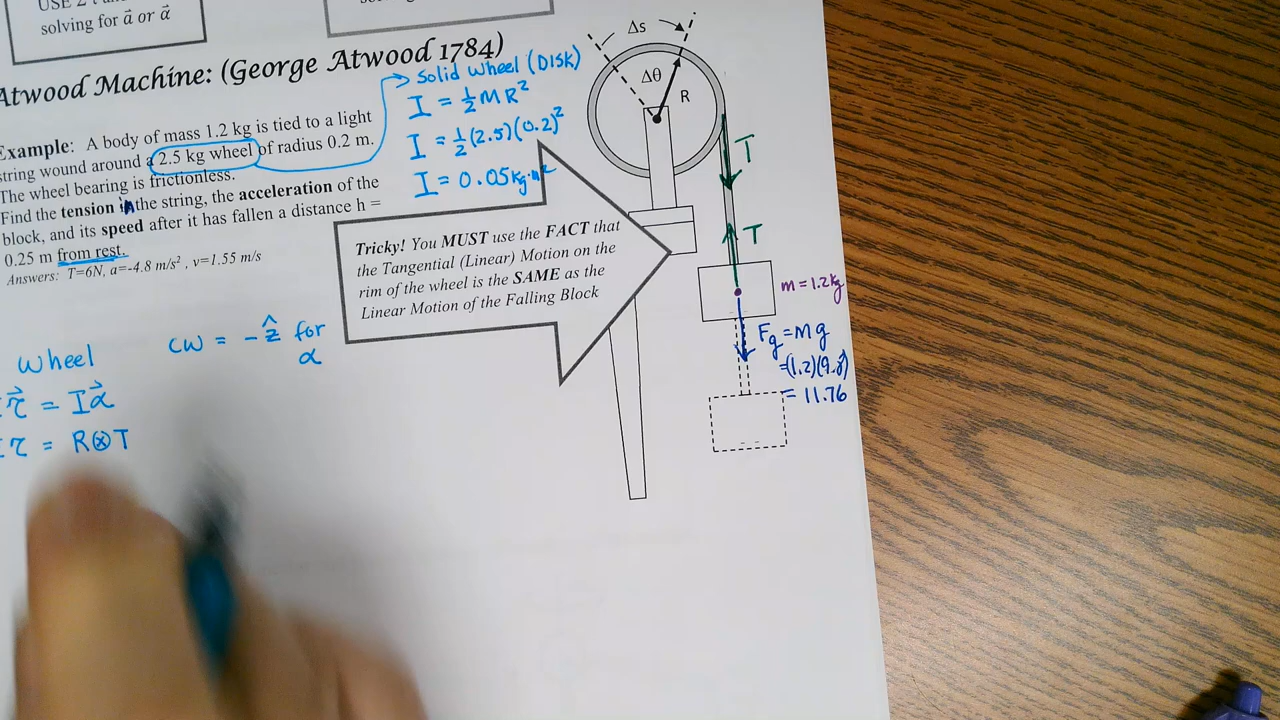 solving for a⃗ or α⃗
Atwood Machine: (George Atwood 1784)
Example: A body of mass 1.2 kg is tied to a light
string wound around a 2.5 kg wheel of radius 0.2 m.
The wheel bearing is frictionless.
Find the tension in the string, the acceleration of the
block, and its speed after it has fallen a distance h =
0.25 m from rest.
Answers: T=6N, a=-4.8 m/s², v=1.55 m/s
Solid Wheel (DISK)
I = ½MR²
I = ½(2.5)(0.2)²
I = 0.05 kg·m²
Tricky! You MUST use the FACT that
the Tangential (Linear) Motion on the
rim of the wheel is the SAME as the
Linear Motion of the Falling Block
Δs
Δθ
R
T
T
m = 1.2kg
Fg = mg
=(1.2)(9.8)
= 11.76
Wheel
τ⃗ = Iα⃗
τ = R⊗T
CW = -ẑ for
α